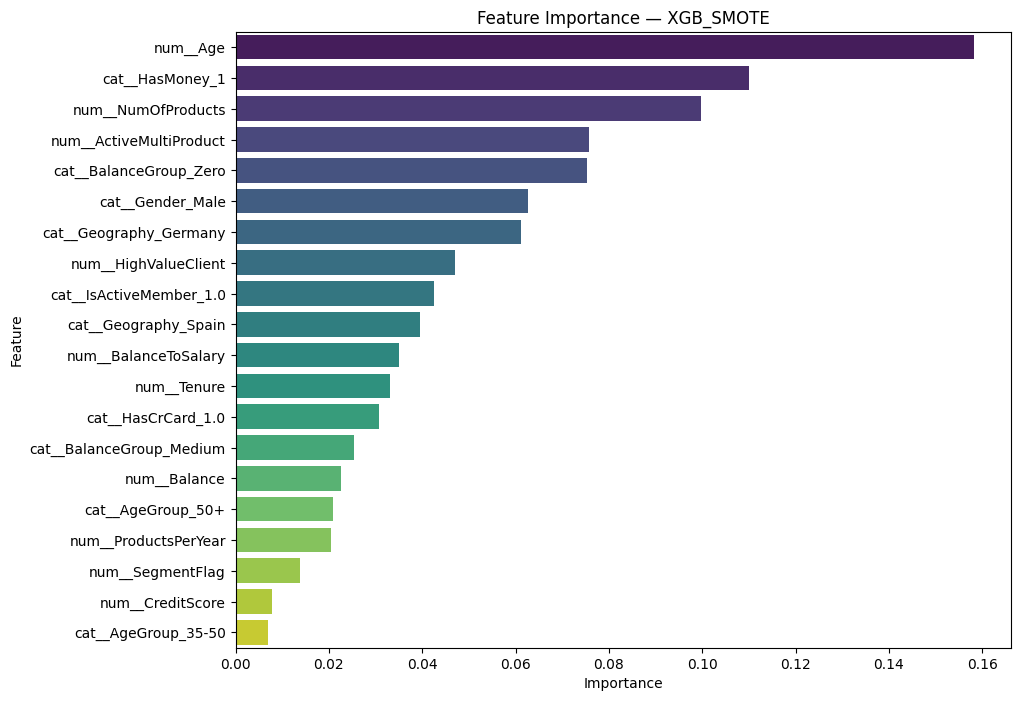 Feature Importance — XGB_SMOTE
num__Age
cat__HasMoney_1
num__NumOfProducts
num__ActiveMultiProduct
cat__BalanceGroup_Zero
cat__Gender_Male
cat__Geography_Germany
num__HighValueClient
cat__IsActiveMember_1.0
cat__Geography_Spain
num__BalanceToSalary
num__Tenure
cat__HasCrCard_1.0
cat__BalanceGroup_Medium
num__Balance
cat__AgeGroup_50+
num__ProductsPerYear
num__SegmentFlag
num__CreditScore
cat__AgeGroup_35-50
Feature
0.00 0.02 0.04 0.06 0.08 0.10 0.12 0.14 0.16
Importance